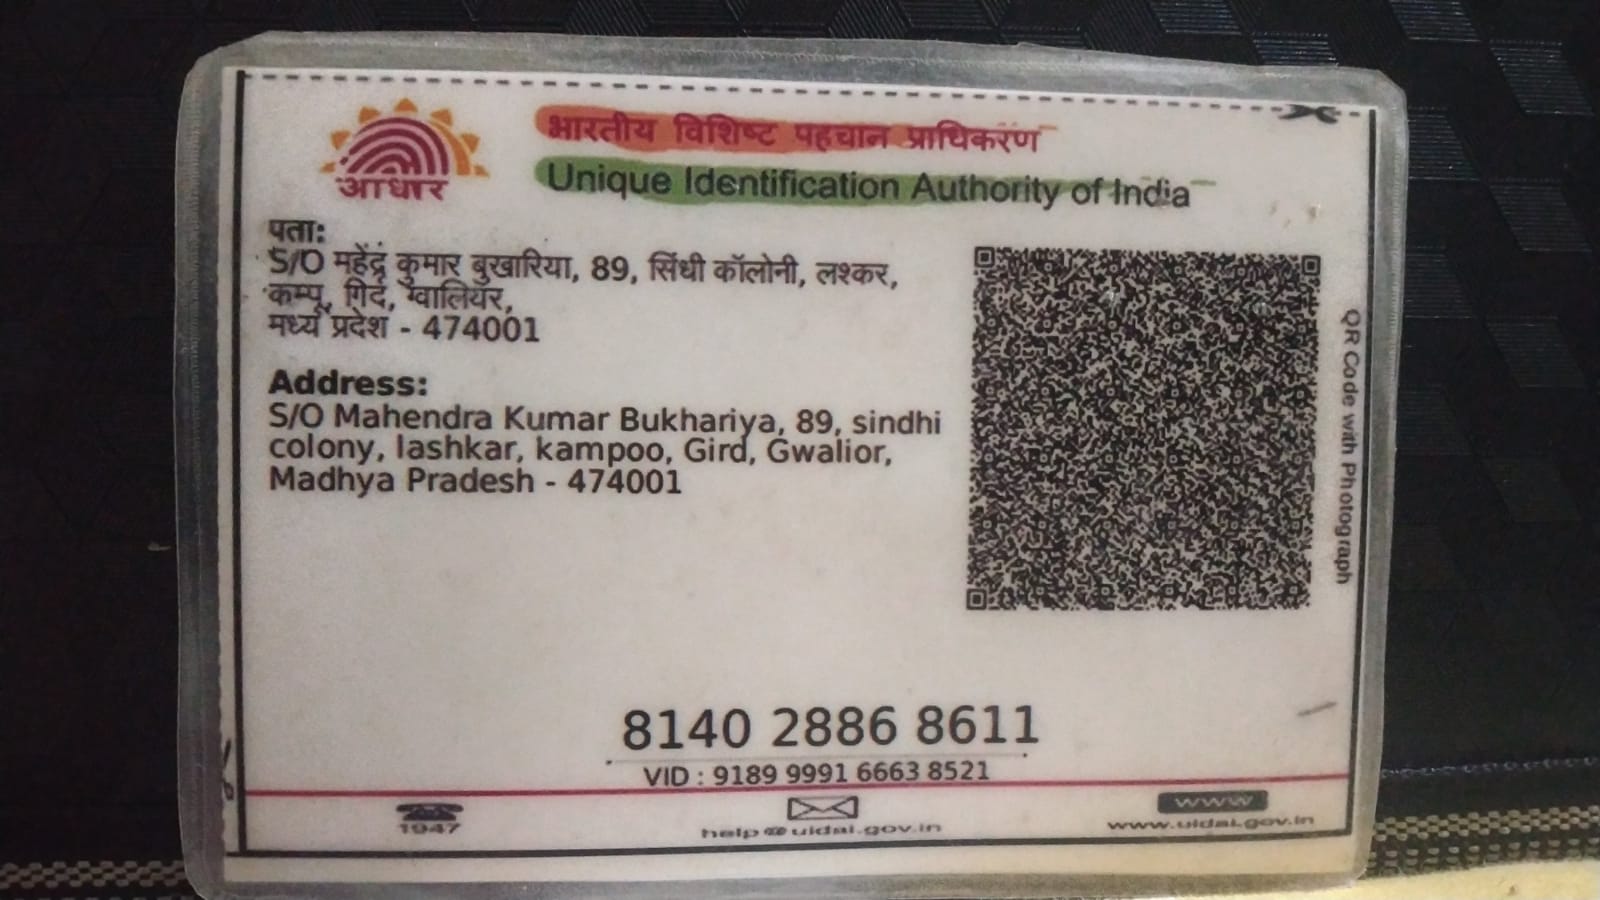 भारतीय विशिष्ट पहचान प्राधिकरण
Unique Identification Authority of India
आधार
पता:
S/O महेंद्र कुमार बुखारिया, 89, सिंधी कॉलोनी, लश्कर,
कम्पू, गिर्द, ग्वालियर,
मध्य प्रदेश - 474001
Address:
S/O Mahendra Kumar Bukhariya, 89, sindhi
colony, lashkar, kampoo, Gird, Gwalior,
Madhya Pradesh - 474001
QR Code with Photograph
8140 2886 8611
VID : 9189 9991 6663 8521
1947
help@uidai.gov.in
www
www.uidai.gov.in